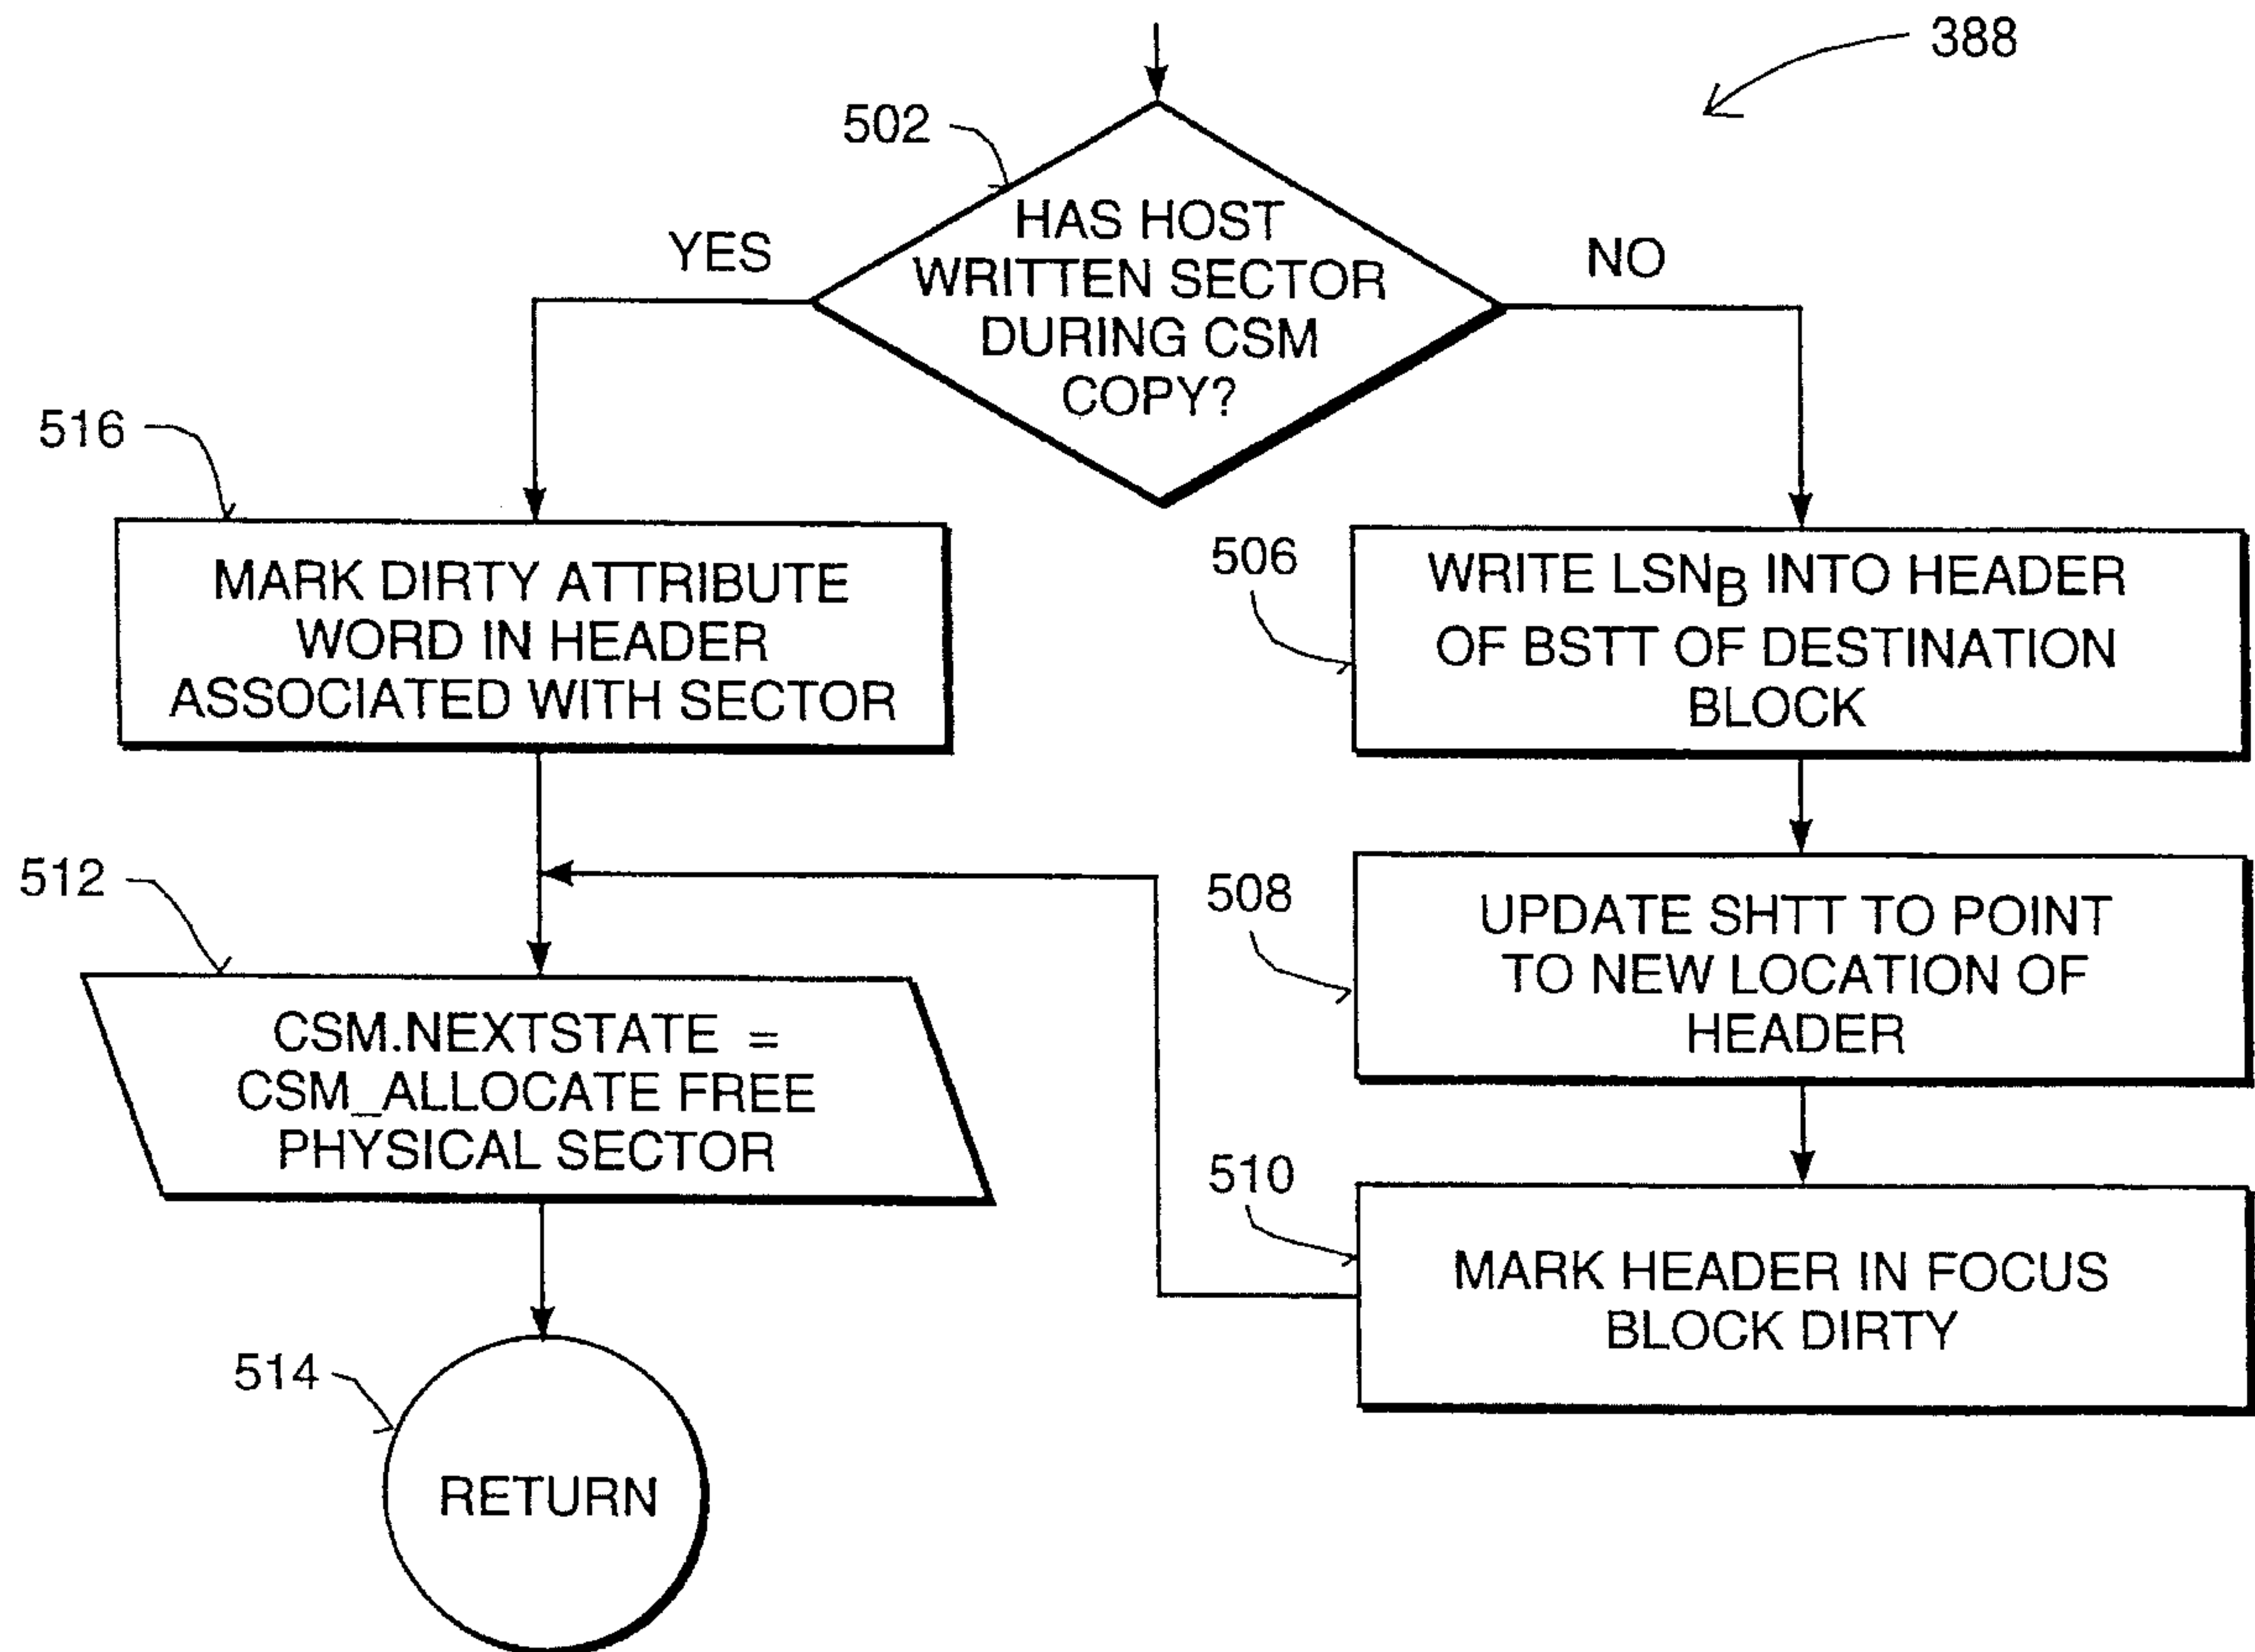 388
502
HAS HOST
WRITTEN SECTOR
DURING CSM
COPY?
YES
NO
516
MARK DIRTY ATTRIBUTE
WORD IN HEADER
ASSOCIATED WITH SECTOR
506
WRITE LSNB INTO HEADER
OF BSTT OF DESTINATION
BLOCK
512
CSM.NEXTSTATE =
CSM_ALLOCATE FREE
PHYSICAL SECTOR
508
UPDATE SHTT TO POINT
TO NEW LOCATION OF
HEADER
510
MARK HEADER IN FOCUS
BLOCK DIRTY
514
RETURN